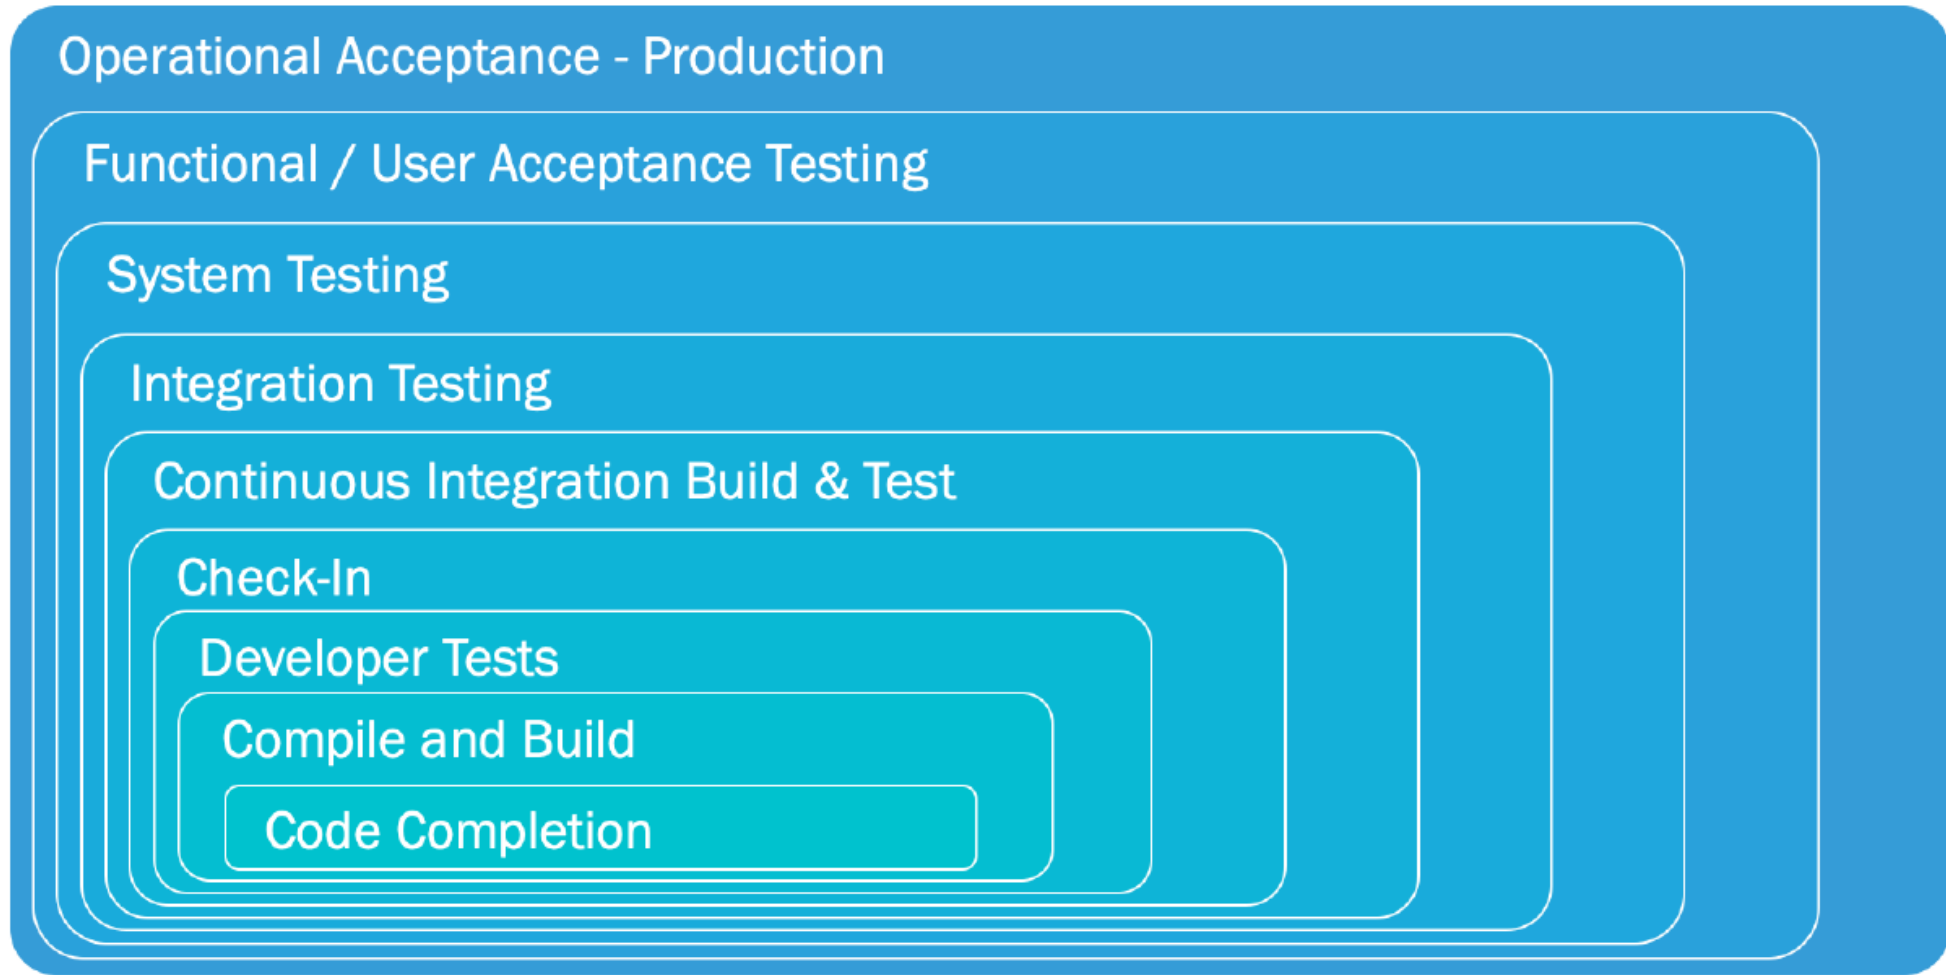 Operational Acceptance - Production
Functional / User Acceptance Testing
System Testing
Integration Testing
Continuous Integration Build & Test
Check-In
Developer Tests
Compile and Build
Code Completion